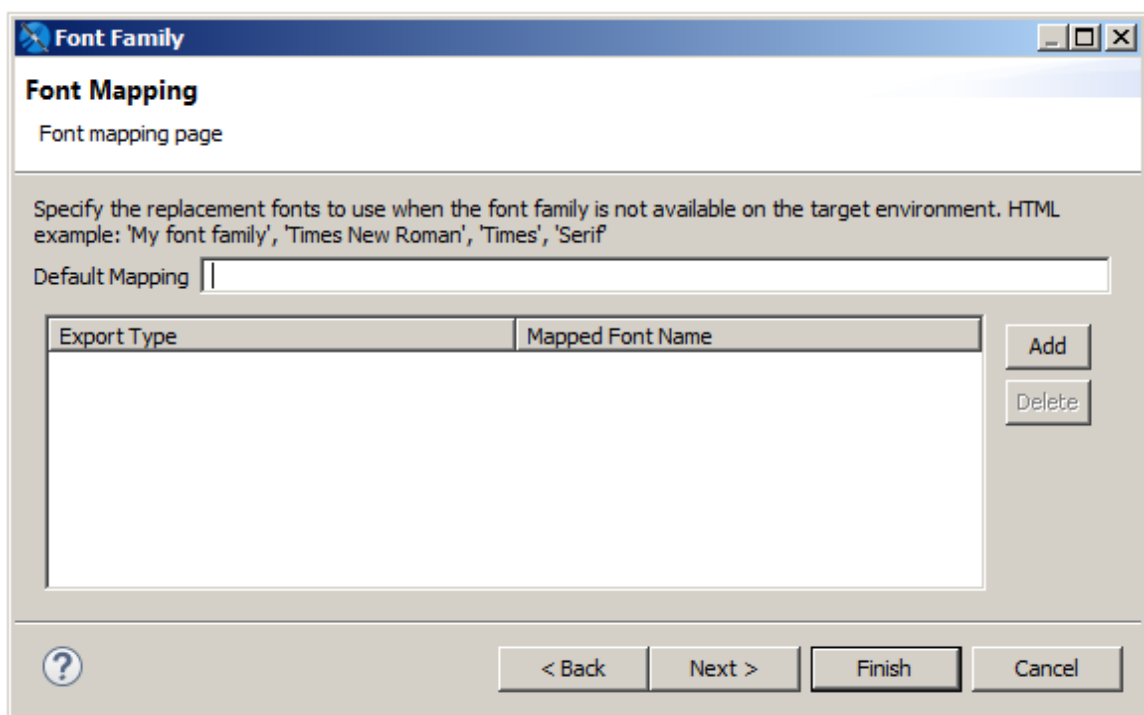 Font Family
Font Mapping
Font mapping page
Specify the replacement fonts to use when the font family is not available on the target environment. HTML
example: 'My font family', 'Times New Roman', 'Times', 'Serif'
Default Mapping
Export Type Mapped Font Name
Add
Delete
< Back Next > Finish Cancel